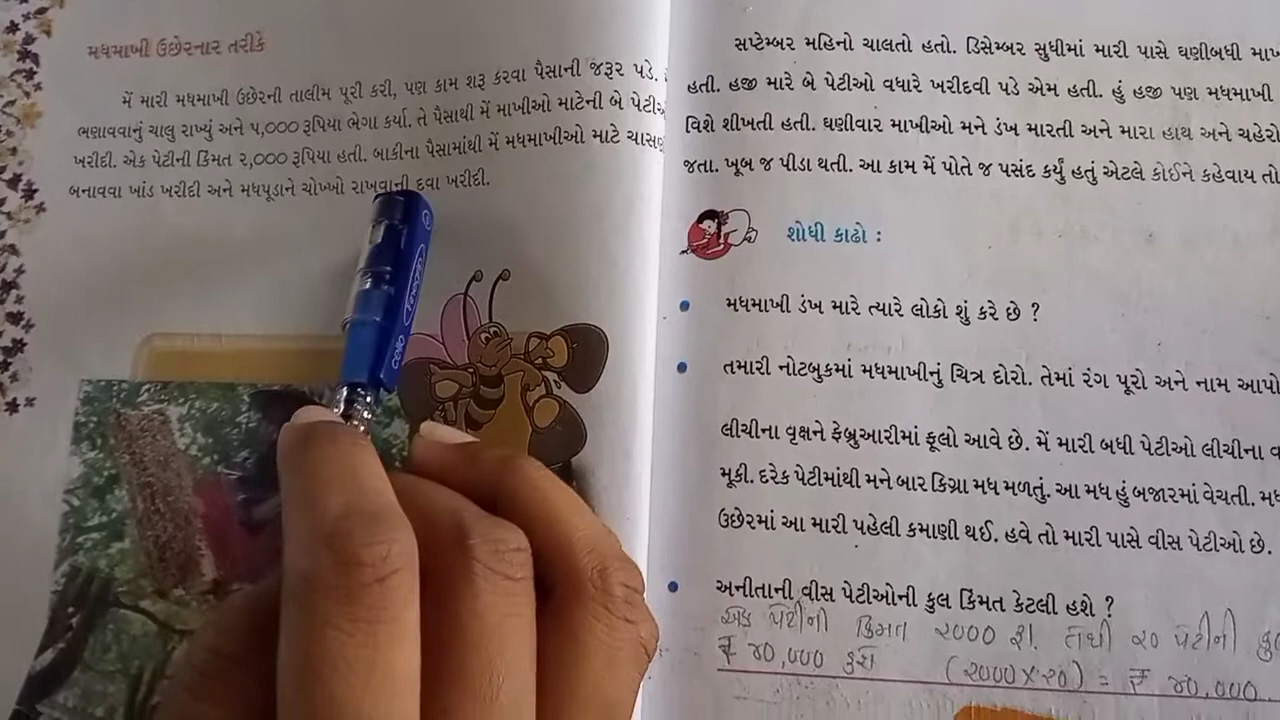 મધમાખી ઉછેરનાર તરીકે
મેં મારી મધમાખી ઉછેરની તાલીમ પૂરી કરી, પણ કામ શરૂ કરવા પૈસાની જરૂર પડે.
ભણાવવાનું ચાલુ રાખ્યું અને ૫,૦૦૦ રૂપિયા ભેગા કર્યા. તે પૈસાથી મેં માખીઓ માટેની બે પેટીઓ
ખરીદી. એક પેટીની કિંમત ૨,૦૦૦ રૂપિયા હતી. બાકીના પૈસામાંથી મેં મધમાખીઓ માટે
બનાવવા ખાંડ ખરીદી અને મધપૂડાને ચોખ્ખો રાખવાની દવા ખરીદી.
cello
સપ્ટેમ્બર મહિનો ચાલતો હતો. ડિસેમ્બર સુધીમાં મારી પાસે ઘણીબધી
હતી. હજી મારે બે પેટીઓ વધારે ખરીદવી પડે એમ હતી. હું હજી પણ મધમાખી
વિશે શીખતી હતી. ઘણીવાર માખીઓ મને ડંખ મારતી અને મારા હાથ અને ચહેરો
જતા. ખૂબ જ પીડા થતી. આ કામ મેં પોતે જ પસંદ કર્યું હતું એટલે કોઈને કહેવાય તો
શોધી કાઢો :
મધમાખી ડંખ મારે ત્યારે લોકો શું કરે છે ?
તમારી નોટબુકમાં મધમાખીનું ચિત્ર દોરો. તેમાં રંગ પૂરો અને નામ આપો
લીચીના વૃક્ષને ફેબ્રુઆરીમાં ફૂલો આવે છે. મેં મારી બધી પેટીઓ લીચીના
મૂકી. દરેક પેટીમાંથી મને બાર કિગ્રા મધ મળતું. આ મધ હું બજારમાં વેચતી.
ઉછેરમાં આ મારી પહેલી કમાણી થઈ. હવે તો મારી પાસે વીસ પેટીઓ છે.
અનીતાની વીસ પેટીઓની કુલ કિંમત કેટલી હશે ?
એક પેટીની કિંમત ૨૦૦૦ રૂા. તેથી ૨૦ પેટીની
₹ ૪૦,૦૦૦ હશે (૨૦૦૦×૨૦) = ₹ ૪૦,૦૦૦.